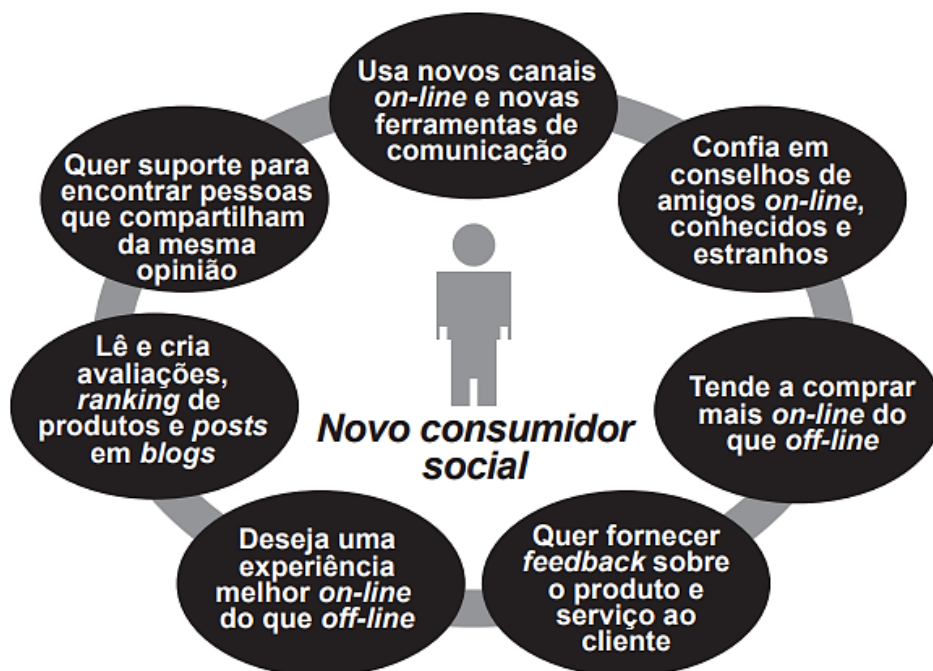 Usa novos canais
on-line e novas
ferramentas de
comunicação
Confia em
conselhos de
amigos on-line,
conhecidos e
estranhos
Tende a comprar
mais on-line do
que off-line
Quer fornecer
feedback sobre
o produto e
serviço ao
cliente
Deseja uma
experiência
melhor on-line
do que off-line
Lê e cria
avaliações,
ranking de
produtos e posts
em blogs
Quer suporte para
encontrar pessoas
que compartilham
da mesma
opinião
Novo consumidor
social